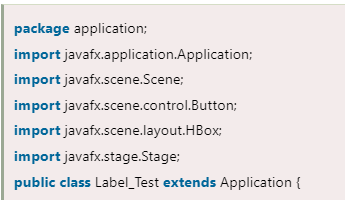 package application;
import javafx.application.Application;
import javafx.scene.Scene;
import javafx.scene.control.Button;
import javafx.scene.layout.HBox;
import javafx.stage.Stage;
public class Label_Test extends Application {